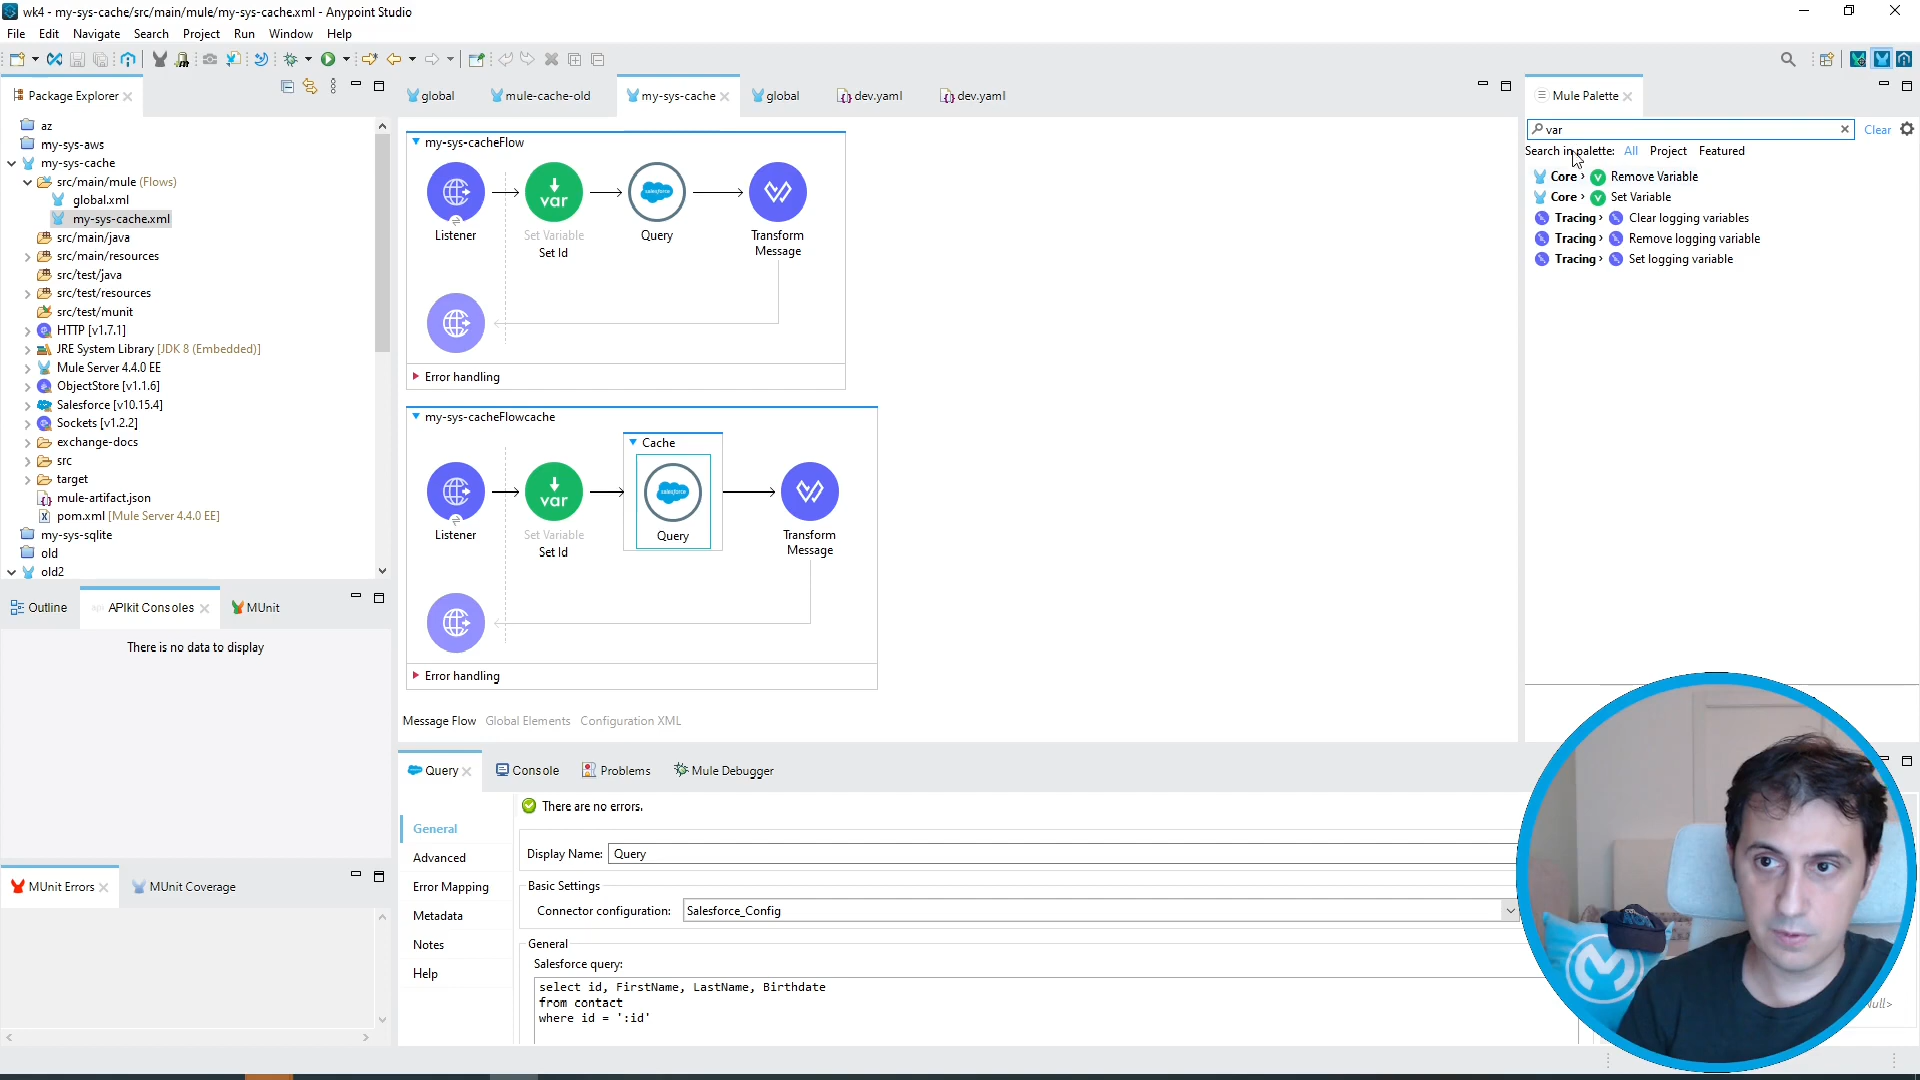 wk4 - my-sys-cache/src/main/mule/my-sys-cache.xml - Anypoint Studio
File Edit Navigate Search Project Run Window Help
Package Explorer
az
my-sys-aws
my-sys-cache
src/main/mule (Flows)
global.xml
my-sys-cache.xml
src/main/java
src/main/resources
src/test/java
src/test/resources
src/test/munit
HTTP [v1.7.1]
JRE System Library [JDK 8 (Embedded)]
Mule Server 4.4.0 EE
ObjectStore [v1.1.6]
Salesforce [v10.15.4]
Sockets [v1.2.2]
exchange-docs
src
target
mule-artifact.json
pom.xml [Mule Server 4.4.0 EE]
my-sys-sqlite
old
old2
Outline APIkit Consoles MUnit
There is no data to display
MUnit Errors MUnit Coverage
global mule-cache-old my-sys-cache global dev.yaml dev.yaml
my-sys-cacheFlow
var
salesforce
Listener
Set Variable
Set Id
Query
Transform
Message
Error handling
my-sys-cacheFlowcache
Cache
var
salesforce
Listener
Set Variable
Set Id
Query
Transform
Message
Error handling
Message Flow Global Elements Configuration XML
Query Console Problems Mule Debugger
There are no errors.
General
Advanced
Error Mapping
Metadata
Notes
Help
Display Name: Query
Basic Settings
Connector configuration: Salesforce_Config
General
Salesforce query:
select id, FirstName, LastName, Birthdate
from contact
where id = ':id'
Mule Palette
var
Clear
Search in palette: All Project Featured
Core > Remove Variable
Core > Set Variable
Tracing > Clear logging variables
Tracing > Remove logging variable
Tracing > Set logging variable